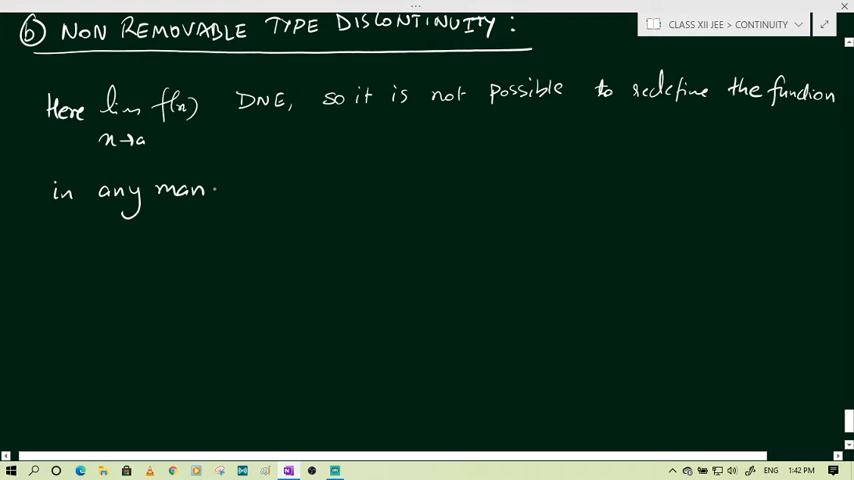 CLASS XII JEE > CONTINUITY
(b) NON REMOVABLE TYPE DISCONTINUITY :
Here lim f(x) DNE, so it is not possible to redefine the function
x→a
in any man
ENG 1:42 PM